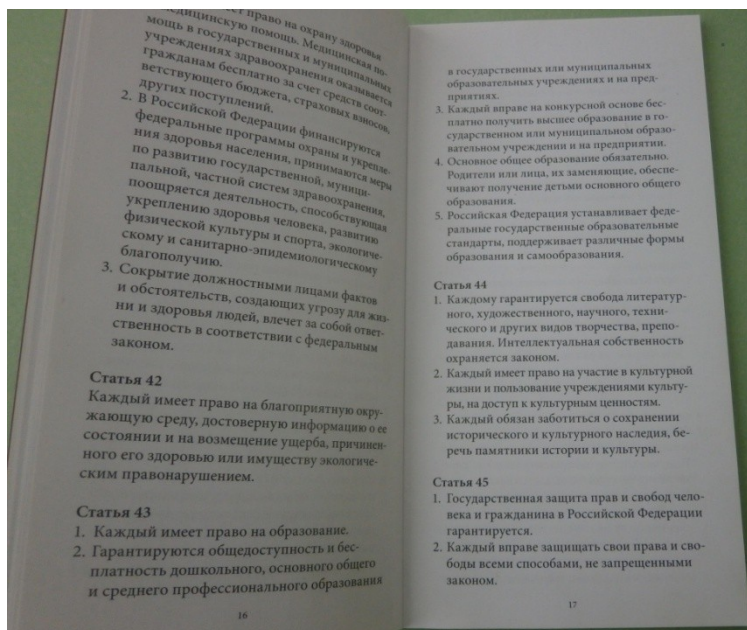 ет право на охрану здоровья
медицинскую помощь. Медицинская по-
мощь в государственных и муниципальных
учреждениях здравоохранения оказывается
гражданам бесплатно за счет средств соот-
ветствующего бюджета, страховых взносов,
других поступлений.
2. В Российской Федерации финансируются
федеральные программы охраны и укрепле-
ния здоровья населения, принимаются меры
по развитию государственной, муници-
пальной, частной систем здравоохранения,
поощряется деятельность, способствующая
укреплению здоровья человека, развитию
физической культуры и спорта, экологиче-
скому и санитарно-эпидемиологическому
благополучию.
3. Сокрытие должностными лицами фактов
и обстоятельств, создающих угрозу для жиз-
ни и здоровья людей, влечет за собой ответ-
ственность в соответствии с федеральным
законом.
Статья 42
Каждый имеет право на благоприятную окру-
жающую среду, достоверную информацию о ее
состоянии и на возмещение ущерба, причинен-
ного его здоровью или имуществу экологиче-
ским правонарушением.
Статья 43
1. Каждый имеет право на образование.
2. Гарантируются общедоступность и бес-
платность дошкольного, основного общего
и среднего профессионального образования
16
в государственных или муниципальных
образовательных учреждениях и на пред-
приятиях.
3. Каждый вправе на конкурсной основе бес-
платно получить высшее образование в го-
сударственном или муниципальном образо-
вательном учреждении и на предприятии.
4. Основное общее образование обязательно.
Родители или лица, их заменяющие, обеспе-
чивают получение детьми основного общего
образования.
5. Российская Федерация устанавливает феде-
ральные государственные образовательные
стандарты, поддерживает различные формы
образования и самообразования.
Статья 44
1. Каждому гарантируется свобода литератур-
ного, художественного, научного, техни-
ческого и других видов творчества, препо-
давания. Интеллектуальная собственность
охраняется законом.
2. Каждый имеет право на участие в культурной
жизни и пользование учреждениями культу-
ры, на доступ к культурным ценностям.
3. Каждый обязан заботиться о сохранении
исторического и культурного наследия, бе-
речь памятники истории и культуры.
Статья 45
1. Государственная защита прав и свобод чело-
века и гражданина в Российской Федерации
гарантируется.
2. Каждый вправе защищать свои права и сво-
боды всеми способами, не запрещенными
законом.
17